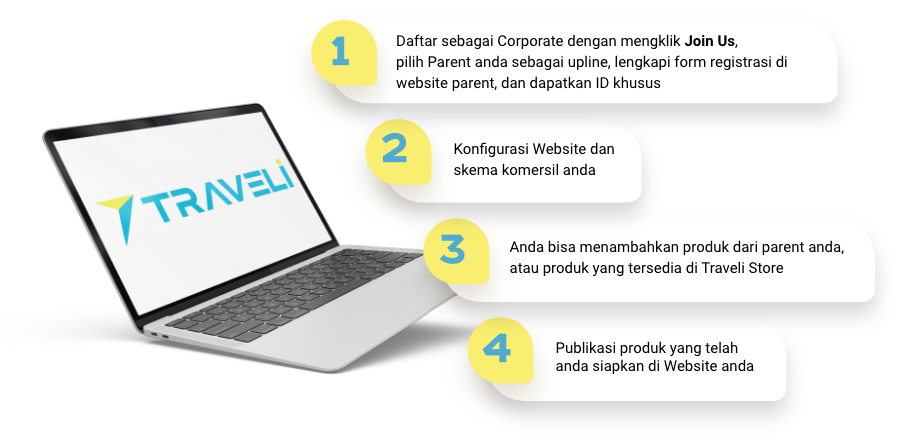 1
Daftar sebagai Corporate dengan mengklik Join Us,
pilih Parent anda sebagai upline, lengkapi form registrasi di
website parent, dan dapatkan ID khusus
2
Konfigurasi Website dan
skema komersil anda
TRAVELI
3
Anda bisa menambahkan produk dari parent anda,
atau produk yang tersedia di Traveli Store
4
Publikasi produk yang telah
anda siapkan di Website anda